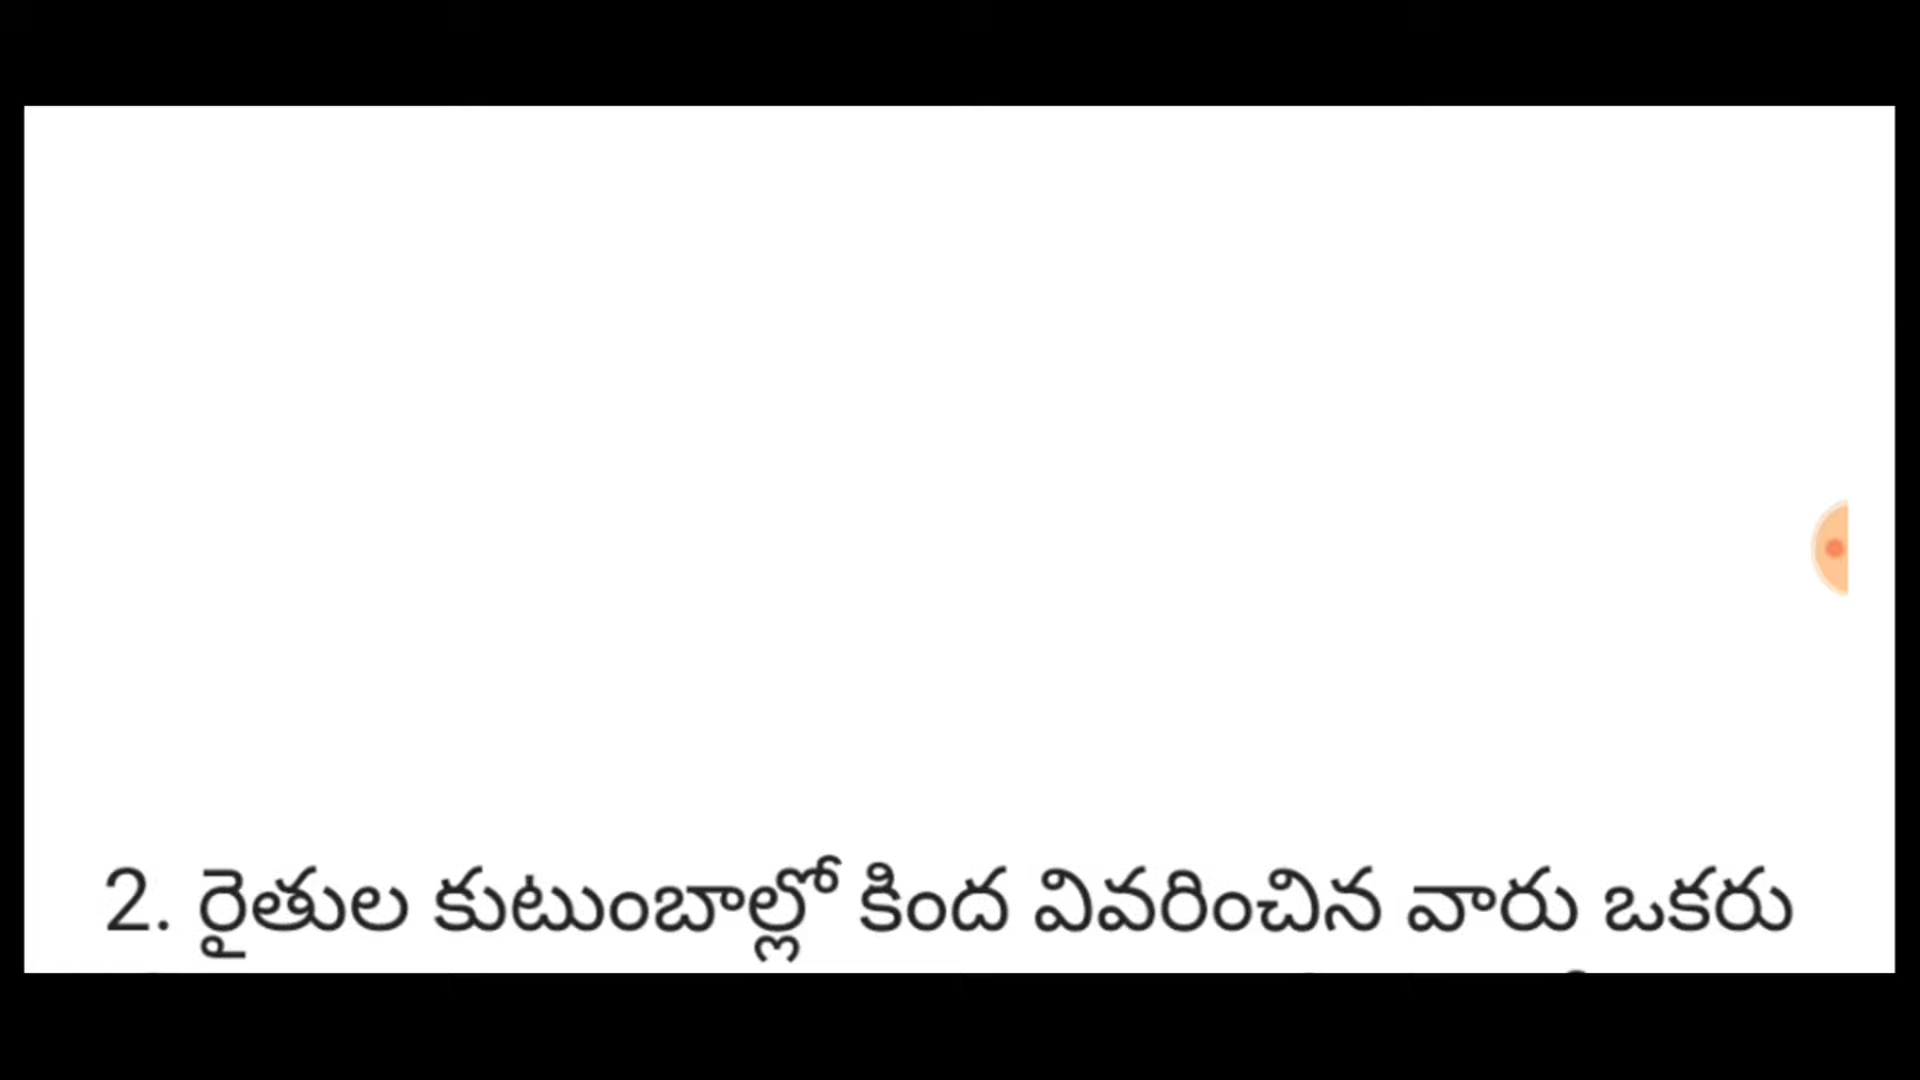 2. రైతుల కుటుంబాల్లో కింద వివరించిన వారు ఒకరు